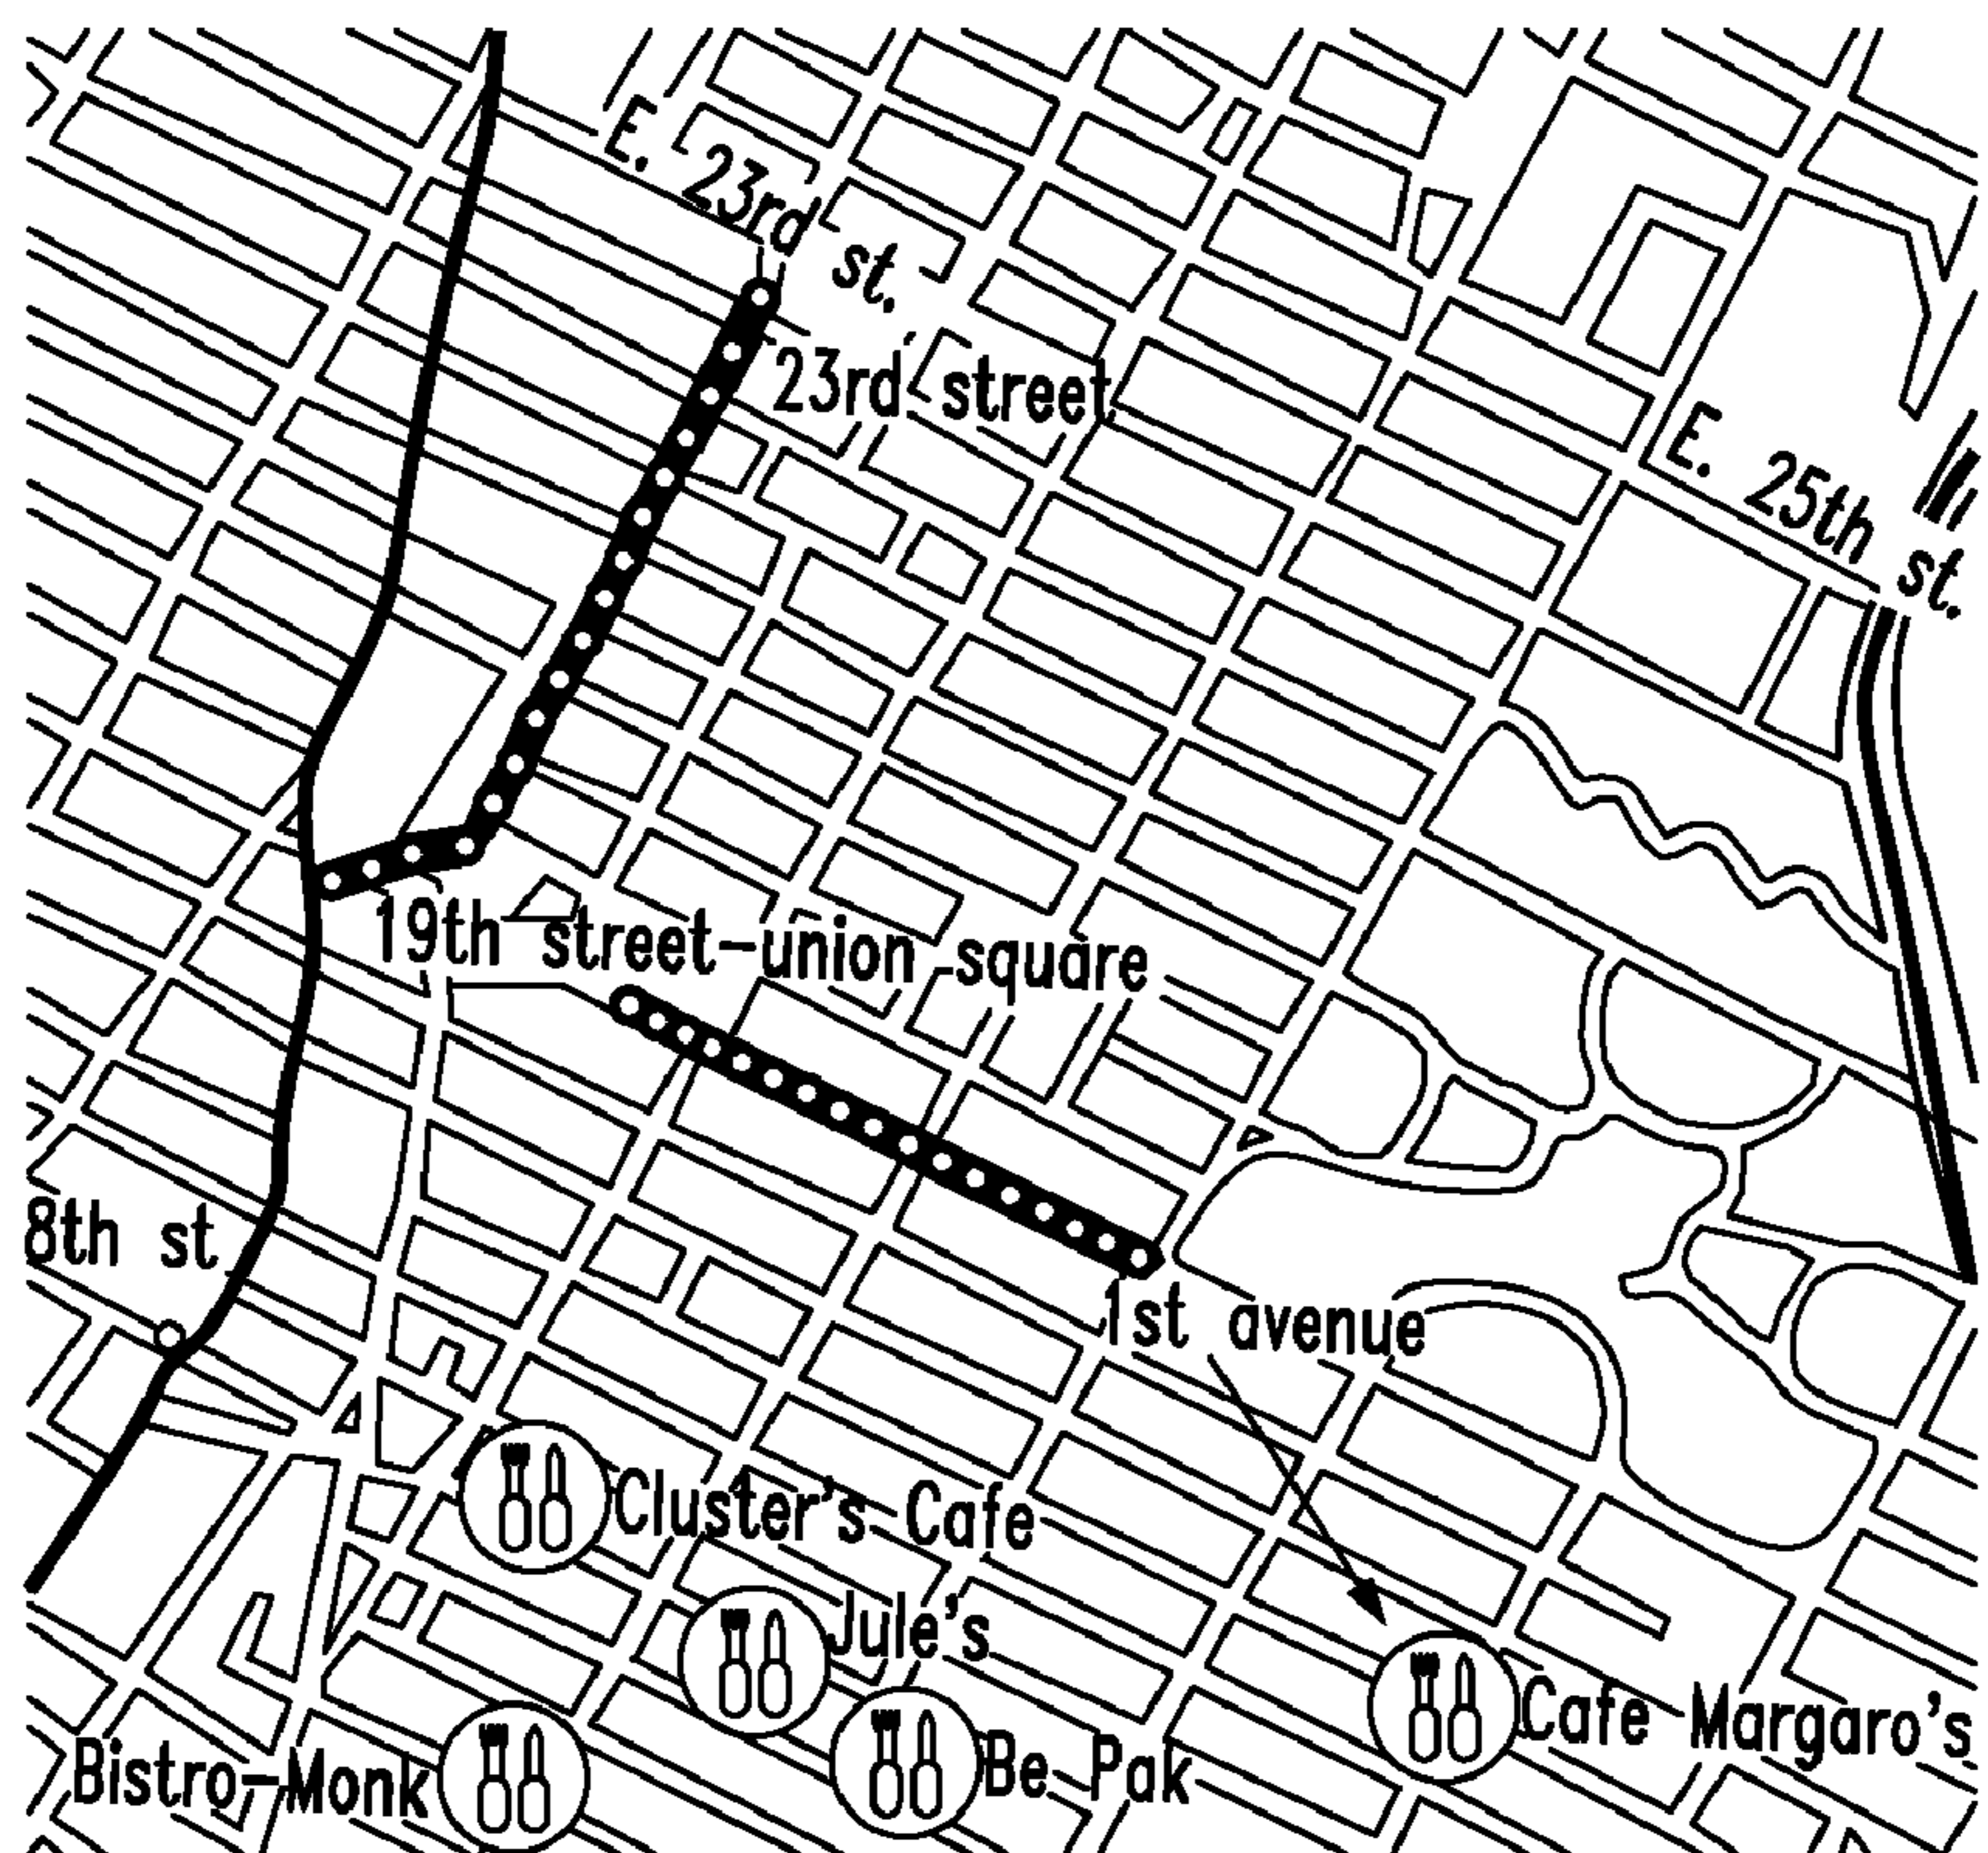 E. 23rd st.
23rd street
E. 25th st.
19th street-union square
8th st
1st avenue
Cluster's Cafe
Jule's
Cafe Margaro's
Be Pak
Bistro-Monk